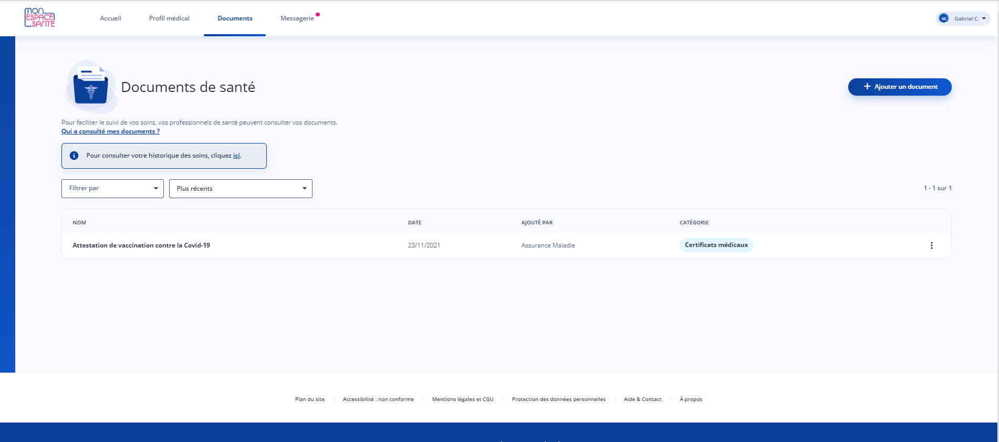 MON
ESPACE
SANTÉ
Accueil
Profil médical
Documents
Messagerie
GC
Gabriel C.
Documents de santé
Ajouter un document
Pour faciliter le suivi de vos soins, vos professionnels de santé peuvent consulter vos documents.
Qui a consulté mes documents ?
Pour consulter votre historique des soins, cliquez ici.
Filtrer par
Plus récents
1 - 1 sur 1
NOM
DATE
AJOUTÉ PAR
CATÉGORIE
Attestation de vaccination contre la Covid-19
23/11/2021
Assurance Maladie
Certificats médicaux
Plan du site
Accessibilité : non conforme
Mentions légales et CGU
Protection des données personnelles
Aide & Contact
À propos